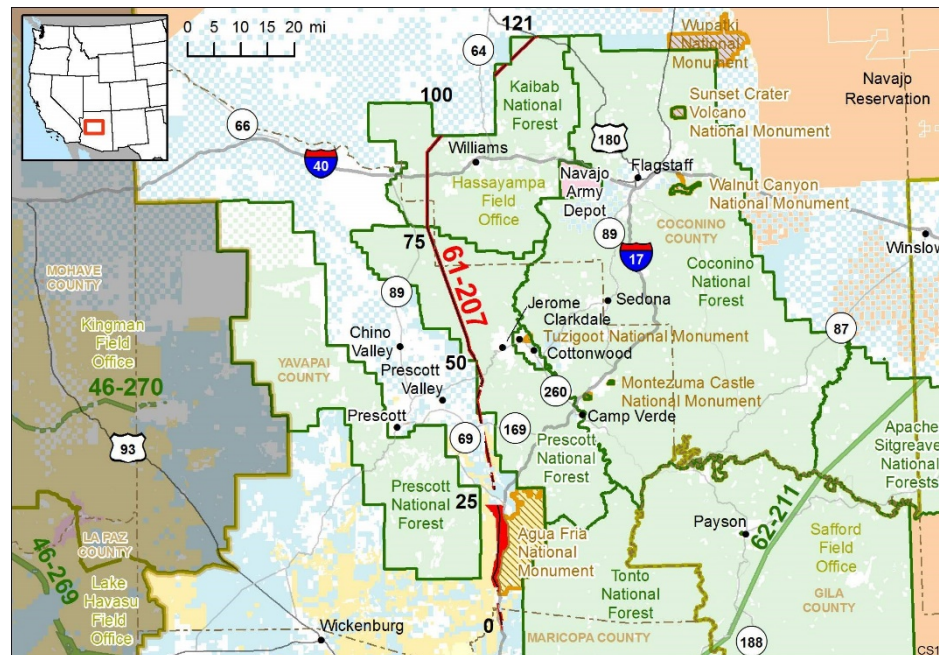 0 5 10 20 mi
121
64
Wupatki
National
Monument
Navajo
Reservation
Kaibab
National
Forest
Sunset Crater
Volcano
National Monument
100
66
180
40
Williams
Flagstaff
Navajo
Army
Depot
Hassayampa
Field
Office
Walnut Canyon
National Monument
89
COCONINO
COUNTY
75
17
Winslow
MOHAVE
COUNTY
61-207
Coconino
National
Forest
89
Sedona
Kingman
Field
Office
Jerome
Clarkdale
87
Chino
Valley
Tuzigoot National Monument
Cottonwood
YAVAPAI
COUNTY
50
Prescott
Valley
46-270
260
Montezuma Castle
National Monument
Camp Verde
Prescott
169
69
93
Apache
Sitgreaves
National
Forests
Prescott
National
Forest
Prescott
National
Forest
25
Payson
62-211
Safford
Field
Office
Agua Fria
National
Monument
LA PAZ
COUNTY
46-269
Lake
Havasu
Field
Office
Tonto
National
Forest
GILA
COUNTY
0
Wickenburg
MARICOPA COUNTY
188
CS1